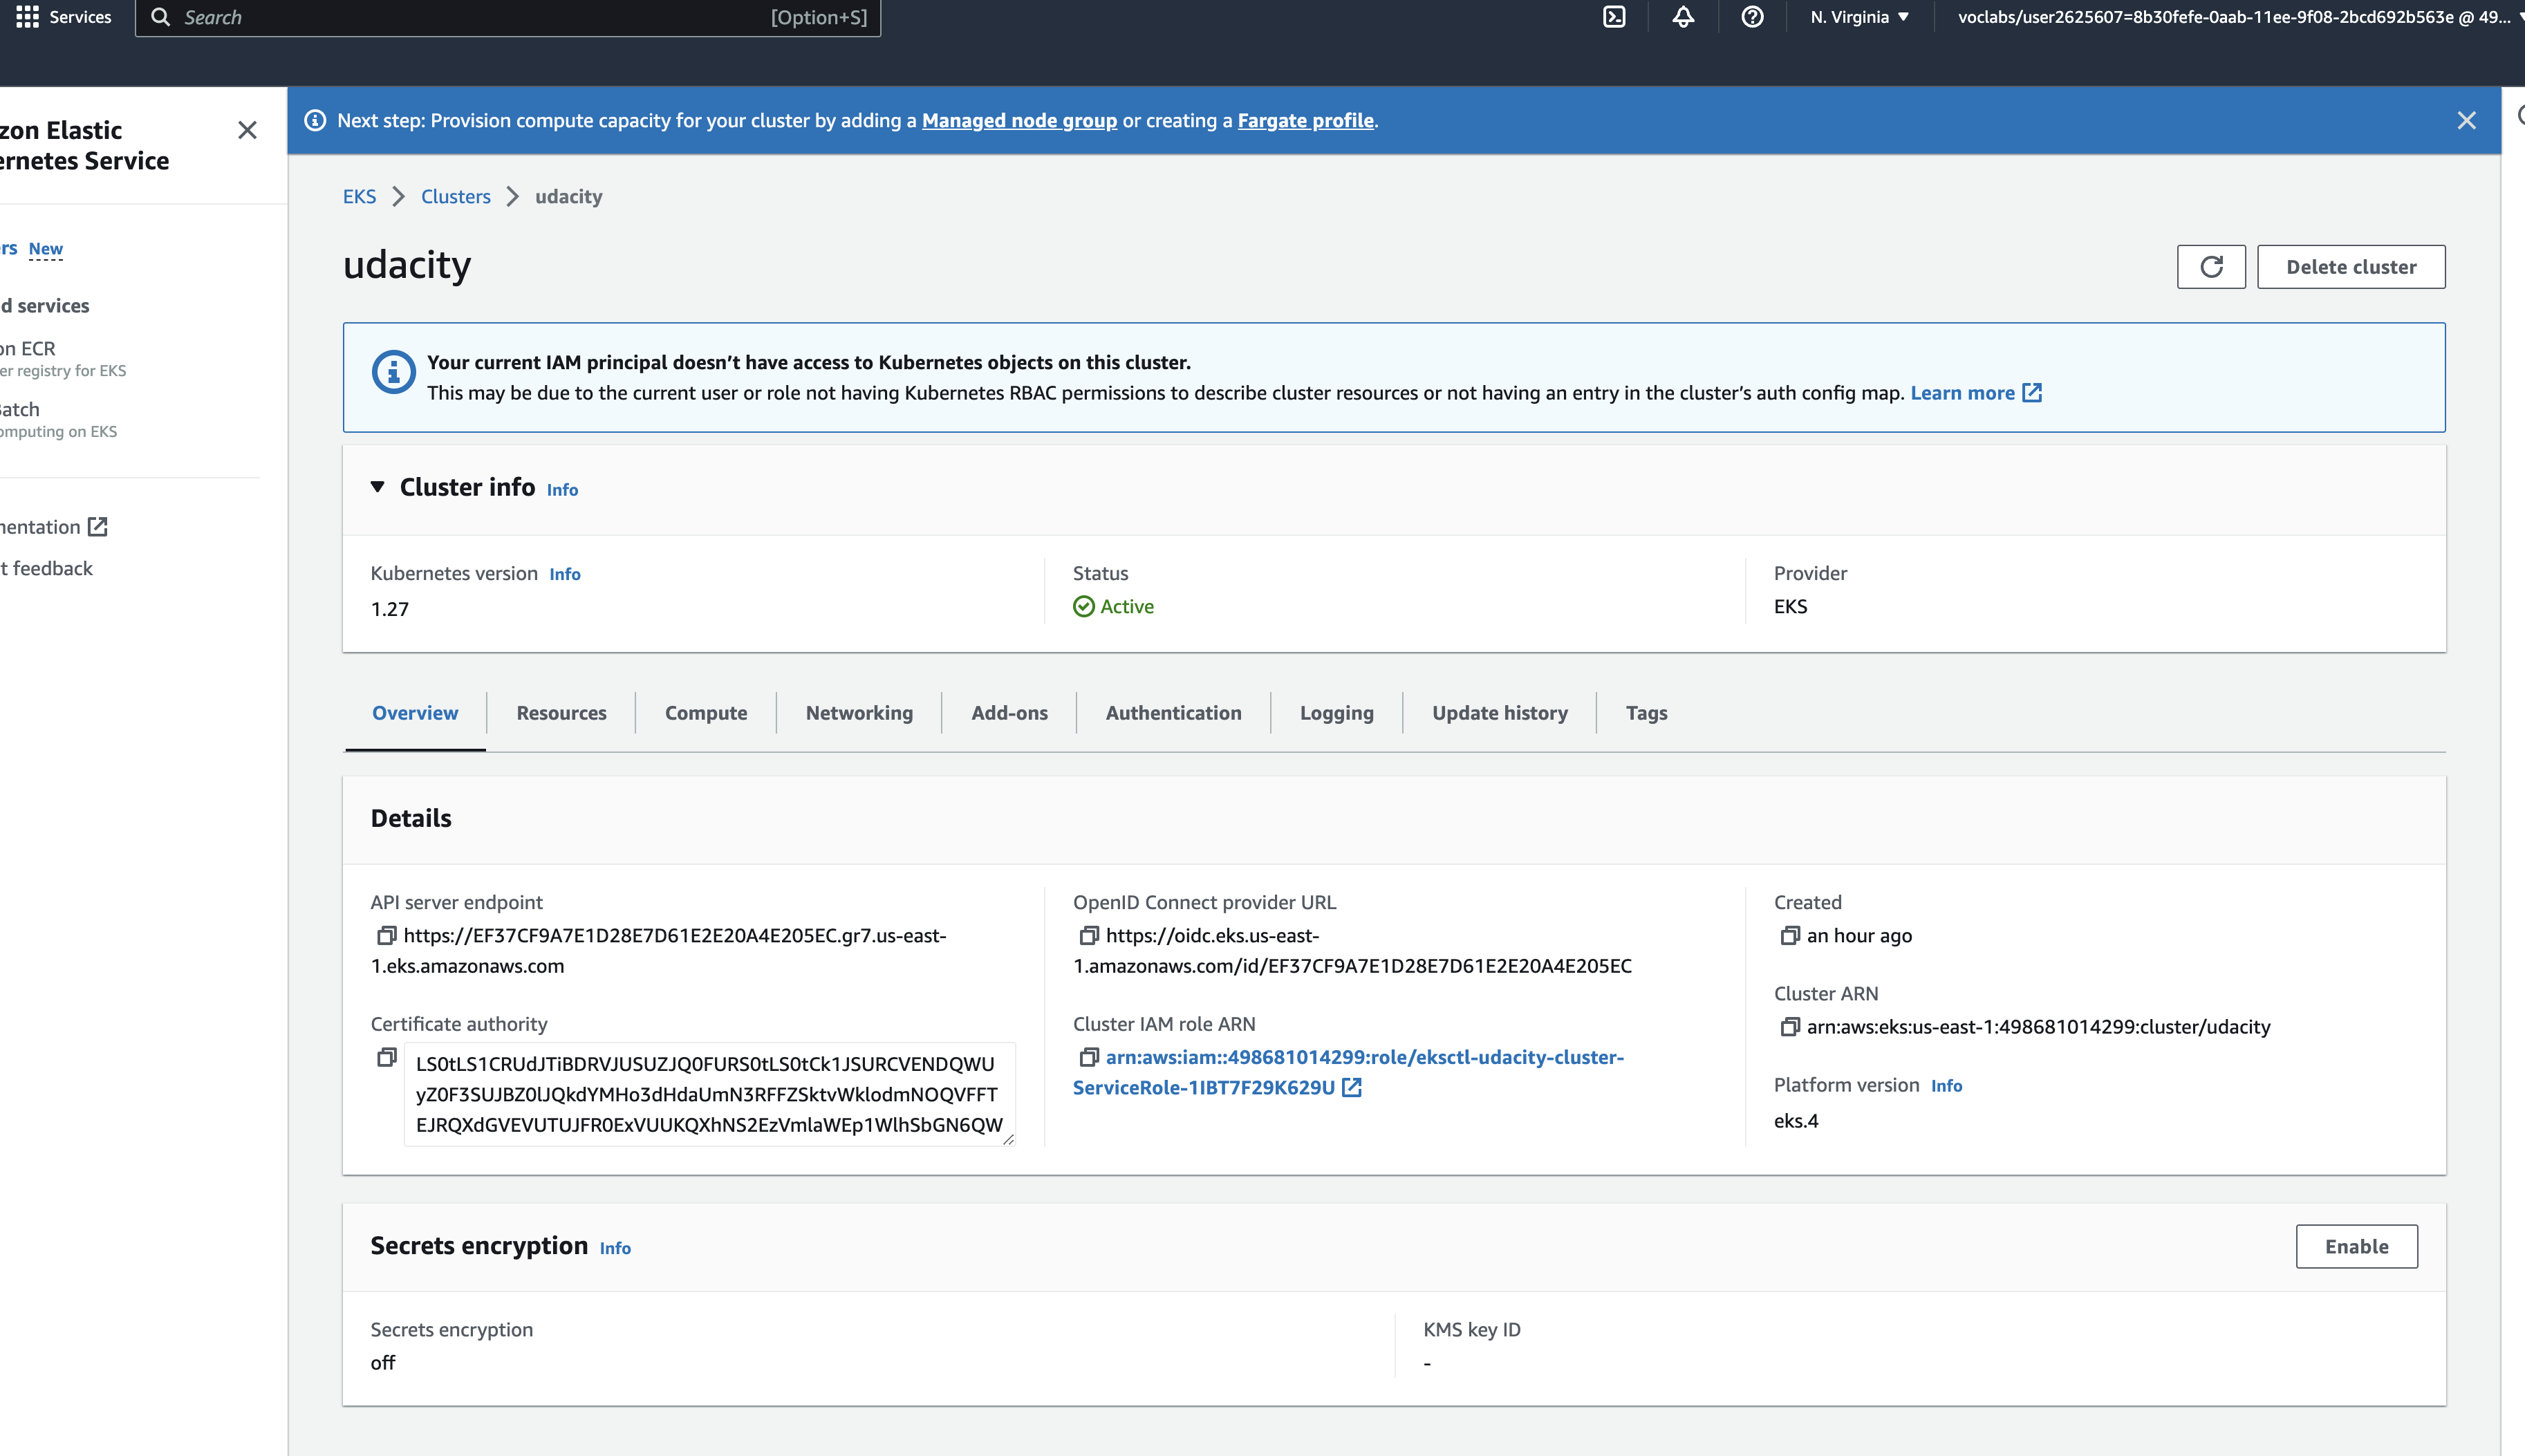 Services
Search
[Option+S]
N. Virginia
voclabs/user2625607=8b30fefe-0aab-11ee-9f08-2bcd692b563e @ 49...
zon Elastic
ernetes Service
rs New
d services
on ECR
er registry for EKS
Batch
omputing on EKS
mentation
t feedback
Next step: Provision compute capacity for your cluster by adding a Managed node group or creating a Fargate profile.
EKS > Clusters > udacity
udacity
Delete cluster
Your current IAM principal doesn’t have access to Kubernetes objects on this cluster.
This may be due to the current user or role not having Kubernetes RBAC permissions to describe cluster resources or not having an entry in the cluster’s auth config map. Learn more
Cluster info Info
Kubernetes version Info
1.27
Status
Active
Provider
EKS
Overview
Resources
Compute
Networking
Add-ons
Authentication
Logging
Update history
Tags
Details
API server endpoint
https://EF37CF9A7E1D28E7D61E2E20A4E205EC.gr7.us-east-
1.eks.amazonaws.com
Certificate authority
LS0tLS1CRUdJTiBDRVJUSUZJQ0FURS0tLS0tCk1JSURCVENDQWU
yZ0F3SUJBZ0lJQkdYMHo3dHdaUmN3RFFZSktvWklodmNOQVFFT
EJRQXdGVEVUTUJFR0ExVUUKQXhNS2EzVmlaWEp1WlhSbGN6QW
OpenID Connect provider URL
https://oidc.eks.us-east-
1.amazonaws.com/id/EF37CF9A7E1D28E7D61E2E20A4E205EC
Cluster IAM role ARN
arn:aws:iam::498681014299:role/eksctl-udacity-cluster-
ServiceRole-1IBT7F29K629U
Created
an hour ago
Cluster ARN
arn:aws:eks:us-east-1:498681014299:cluster/udacity
Platform version Info
eks.4
Secrets encryption Info
Enable
Secrets encryption
off
KMS key ID
-